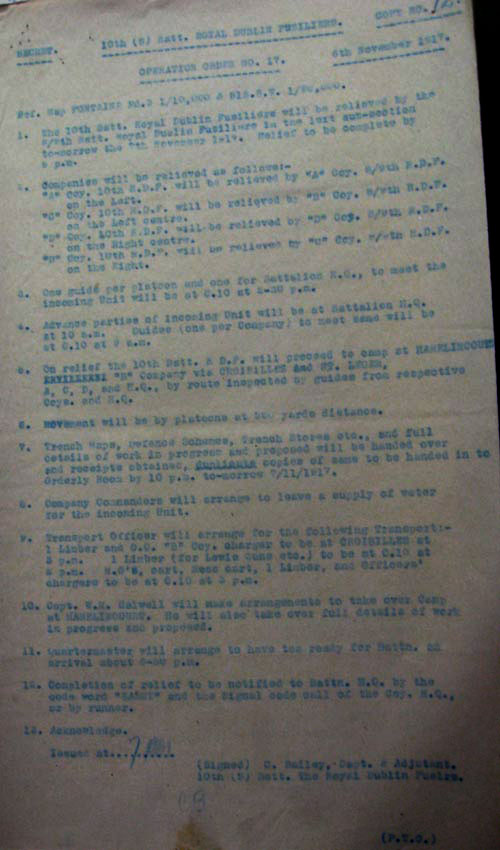 COPY NO.
SECRET.
10th (S) Batt. ROYAL DUBLIN FUSILIERS.
6th November 1917.
OPERATION ORDER NO. 17.
Ref. Map FONTAINE Ed.2 1/10,000 & 51b.S.W. 1/20,000.
1. The 10th Batt. Royal Dublin Fusiliers will be relieved by the
8/9th Batt. Royal Dublin Fusiliers in the left sub-section
to-morrow the 7th November 1917. Relief to be complete by
6 p.m.
2. Companies will be relieved as follows:-
"A" Coy. 10th R.D.F. will be relieved by "A" Coy. 8/9th R.D.F.
on the Left.
"C" Coy. 10th R.D.F. will be relieved by "B" Coy. 8/9th R.D.F.
on the Left centre.
Coy. 10th R.D.F. will be relieved by "D" Coy. 8/9th R.D.F.
on the Right centre.
Coy. 10th R.D.F. will be relieved by "C" Coy. 8/9th R.D.F.
on the Right.
3. One guide per platoon and one for Battalion H.Q., to meet the
incoming Unit will be at C.10 at 2-30 p.m.
4. Advance parties of incoming Unit will be at Battalion H.Q.
at 10 a.m. Guides (one per Company) to meet same will be
at C.10 at 9 a.m.
5. On relief the 10th Batt. R.D.F. will proceed to camp at HAMELINCOURT
"B" Company via CROISILLES and ST. LEGER,
A, C, D, and H.Q., by route inspected by guides from respective
Coys. and H.Q.
6. Movement will be by platoons at 200 yards distance.
7. Trench Maps, Defence Schemes, Trench Stores etc., and full
details of work in progress and proposed will be handed over
and receipts obtained, duplicate copies of same to be handed in to
Orderly Room by 10 p.m. to-morrow 7/11/1917.
8. Company Commanders will arrange to leave a supply of water
for the incoming Unit.
9. Transport Officer will arrange for the following Transport:-
1 Limber and O.C. "B" Coy. charger to be at CROISILLES at
5 p.m. 1 Limber (for Lewis Guns etc.) to be at C.10 at
p.m. M.O's. cart, Mess cart, 1 Limber, and Officers'
chargers to be at C.10 at 5 p.m.
10. Capt. W.K. Calwell will make arrangements to take over Camp
at HAMELINCOURT. He will also take over full details of work
in progress and proposed.
11. Quartermaster will arrange to have tea ready for Battn. on
arrival about 6-30 p.m.
12. Completion of relief to be notified to Battn. H.Q. by the
code word and the signal code call of the Coy. H.Q.,
or by runner.
13. Acknowledge.
Issued at
(Signed) C. Bailey, Capt. & Adjutant.
10th (S) Batt. The Royal Dublin Fusiliers.
(P.T.O.)